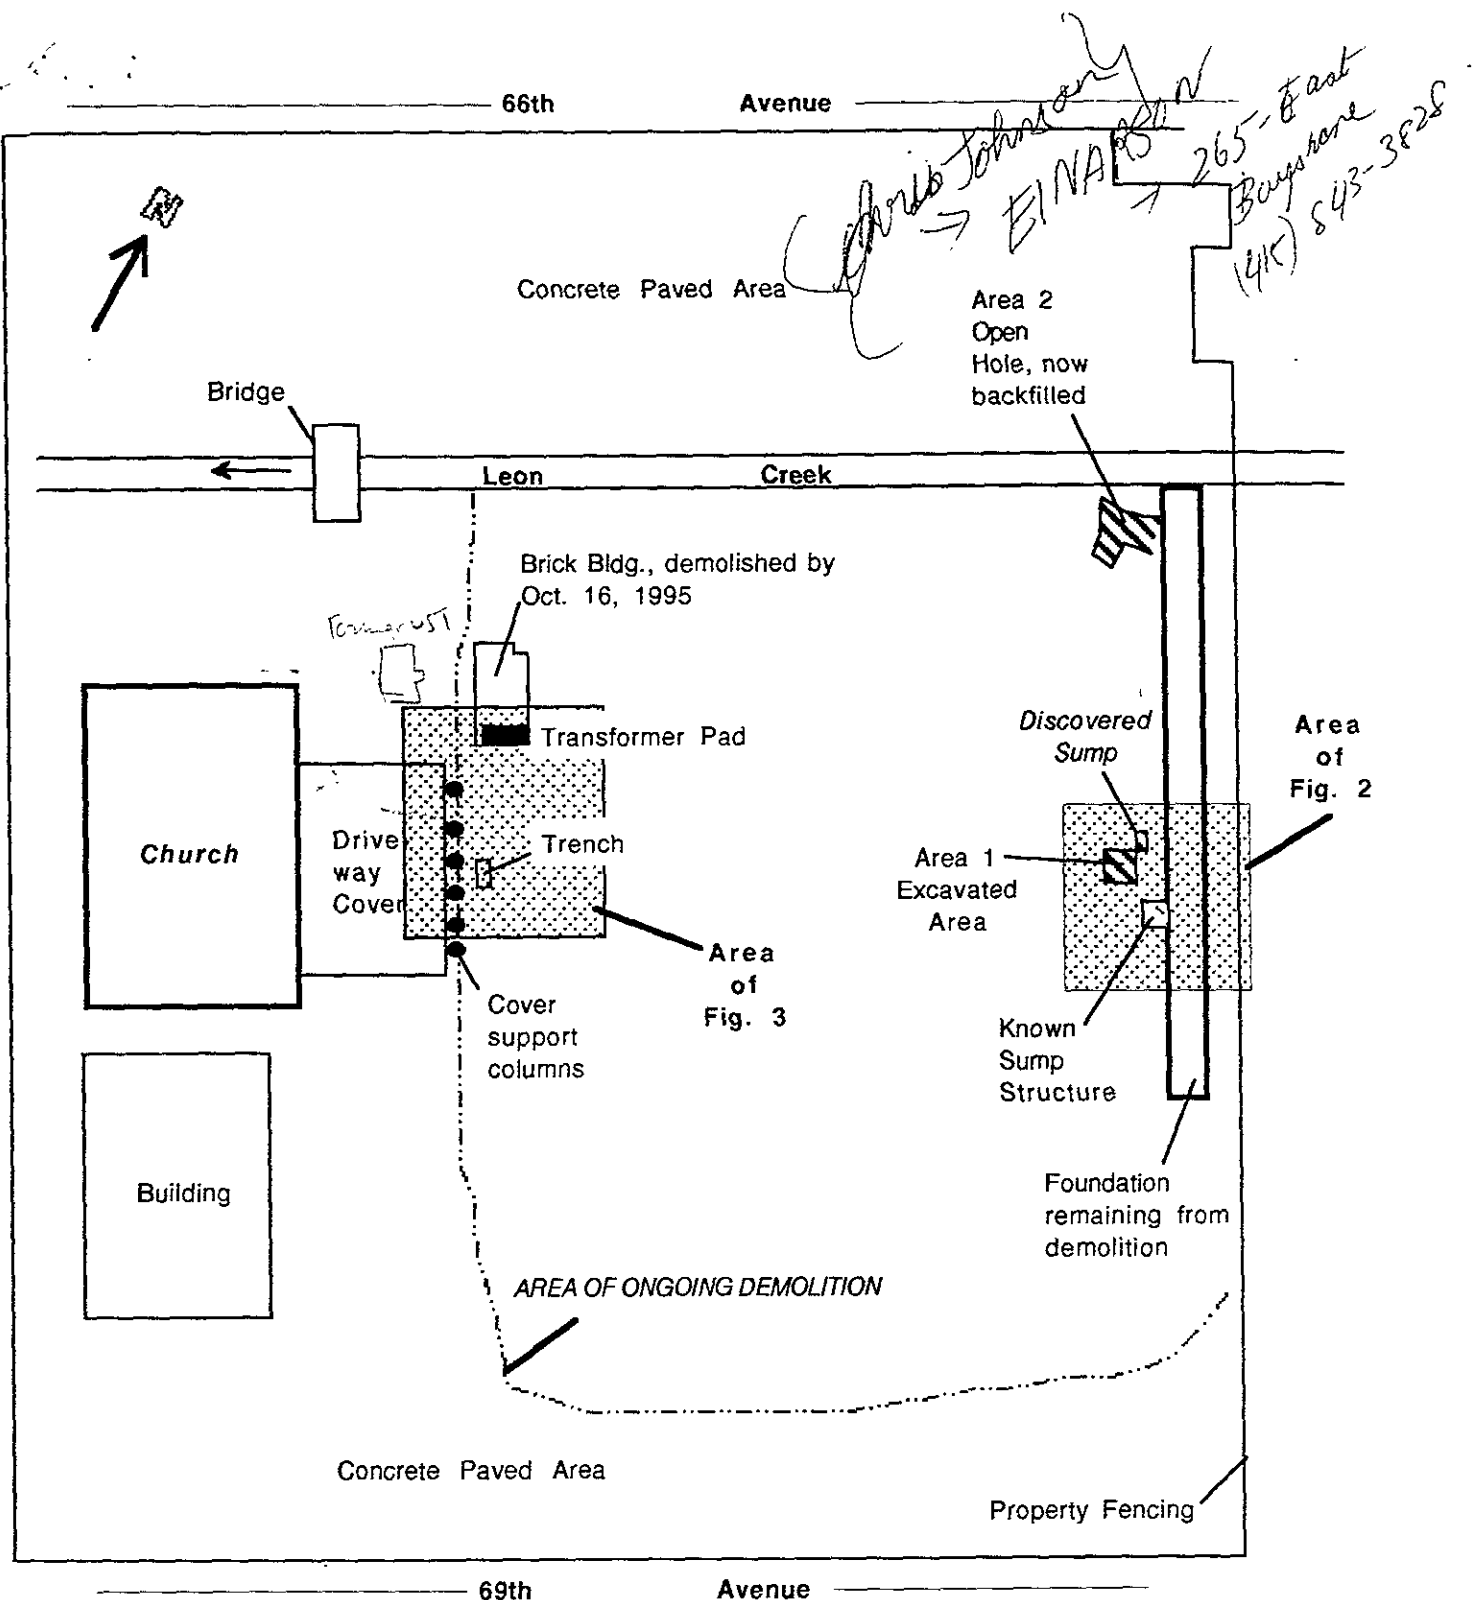 66th Avenue
Chris Johnson
→ EINARSON
→ 265-East
Bayshore
(415) 843-3828
N
Concrete Paved Area
Area 2
Open
Hole, now
backfilled
Bridge
Leon Creek
Brick Bldg., demolished by
Oct. 16, 1995
Former UST
Transformer Pad
Discovered
Sump
Area
of
Fig. 2
Church
Drive
way
Cover
Trench
Area 1
Excavated
Area
Area
of
Fig. 3
Cover
support
columns
Known
Sump
Structure
Building
Foundation
remaining from
demolition
AREA OF ONGOING DEMOLITION
Concrete Paved Area
Property Fencing
69th Avenue